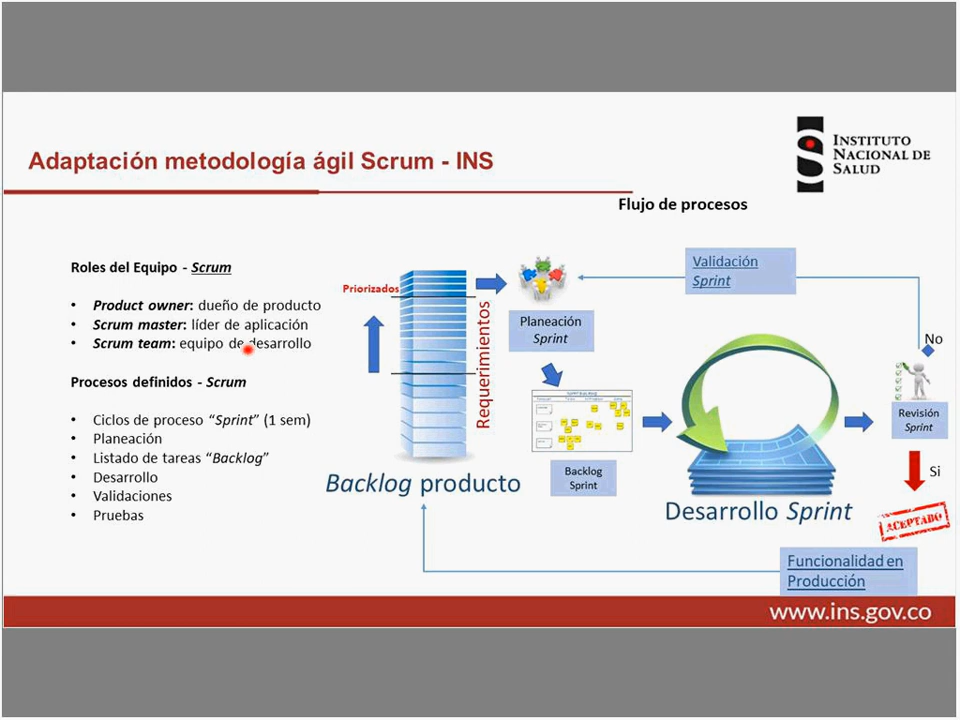 Adaptación metodología ágil Scrum - INS
INSTITUTO
NACIONAL DE
SALUD
Flujo de procesos
Roles del Equipo - Scrum
• Product owner: dueño de producto
• Scrum master: líder de aplicación
• Scrum team: equipo de desarrollo
Procesos definidos - Scrum
• Ciclos de proceso “Sprint” (1 sem)
• Planeación
• Listado de tareas “Backlog”
• Desarrollo
• Validaciones
• Pruebas
Priorizados
Requerimientos
Backlog producto
Planeación
Sprint
Backlog
Sprint
Desarrollo Sprint
Validación
Sprint
No
Revisión
Sprint
Si
ACEPTADO
Funcionalidad en
Producción
www.ins.gov.co